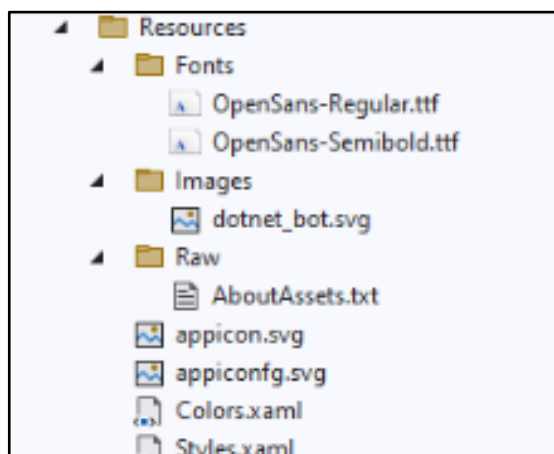 Resources
Fonts
OpenSans-Regular.ttf
OpenSans-Semibold.ttf
Images
dotnet_bot.svg
Raw
AboutAssets.txt
appicon.svg
appiconfg.svg
Colors.xaml
Styles.xaml